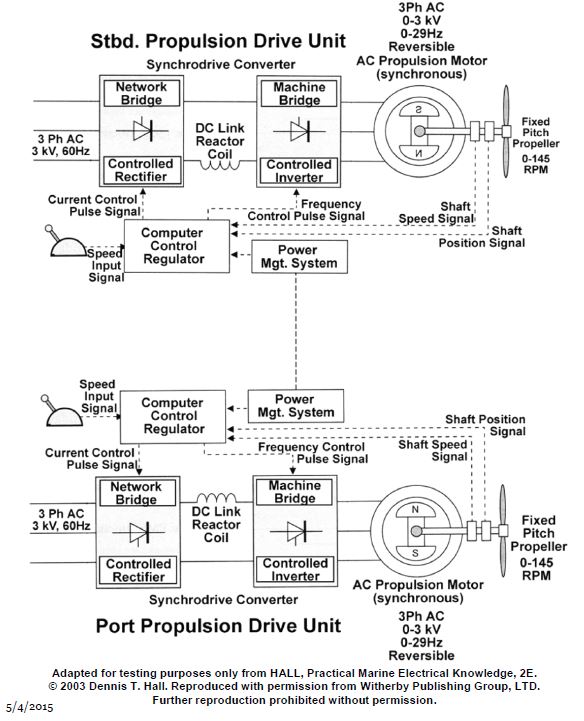 3Ph AC
0-3 kV
0-29Hz
Reversible
AC Propulsion Motor
(synchronous)
Stbd. Propulsion Drive Unit
Synchrodrive Converter
Network
Bridge
Machine
Bridge
S
N
3 Ph AC
3 kV, 60Hz
DC Link
Reactor
Coil
Controlled
Rectifier
Controlled
Inverter
Fixed
Pitch
Propeller
0-145
RPM
Current Control
Pulse Signal
Frequency
Control Pulse Signal
Shaft
Speed Signal
Shaft
Position Signal
Speed
Input
Signal
Computer
Control
Regulator
Power
Mgt. System
Speed
Input
Signal
Computer
Control
Regulator
Power
Mgt. System
Shaft Position
Signal
Current Control
Pulse Signal
Frequency Control
Pulse Signal
Shaft Speed
Signal
Network
Bridge
Machine
Bridge
3 Ph AC
3 kV, 60Hz
DC Link
Reactor
Coil
N
S
Controlled
Rectifier
Controlled
Inverter
Fixed
Pitch
Propeller
0-145
RPM
Synchrodrive Converter
AC Propulsion Motor
(synchronous)
Port Propulsion Drive Unit
3Ph AC
0-3 kV
0-29Hz
Reversible
Adapted for testing purposes only from HALL, Practical Marine Electrical Knowledge, 2E.
© 2003 Dennis T. Hall. Reproduced with permission from Witherby Publishing Group, LTD.
Further reproduction prohibited without permission.
5/4/2015